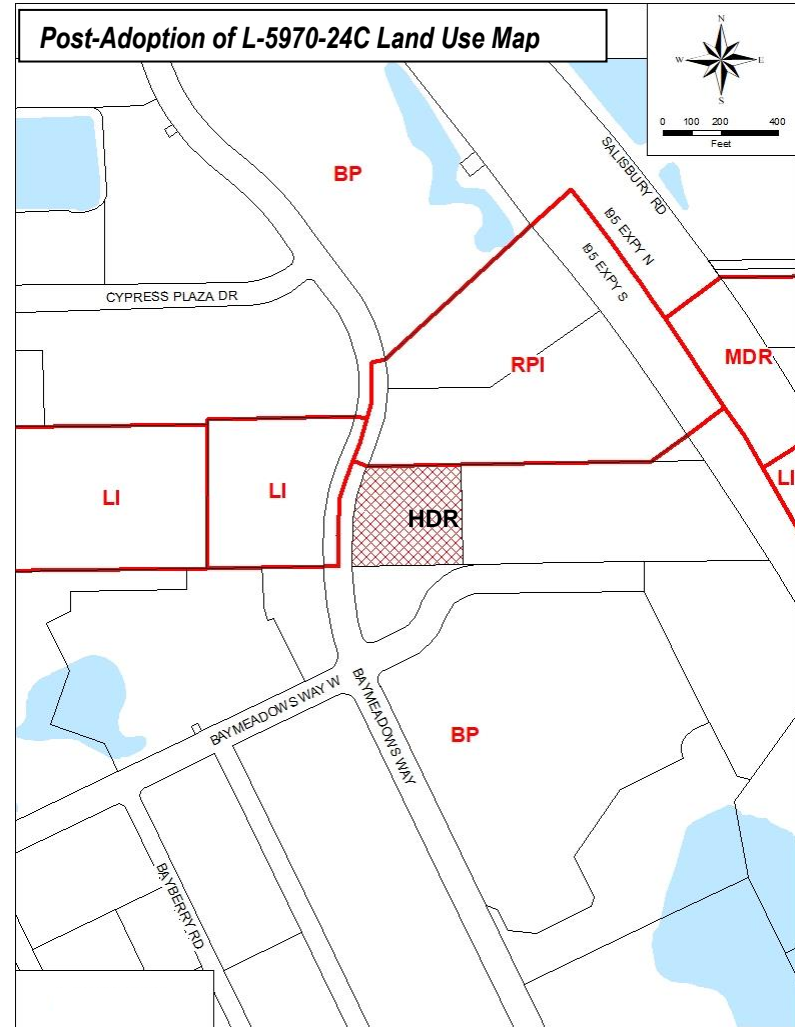 Post-Adoption of L-5970-24C Land Use Map
N
W
E
S
0 100 200 400
Feet
SALISBURY RD
BP
I95 EXPY N
I95 EXPY S
CYPRESS PLAZA DR
RPI
MDR
LI
LI
LI
HDR
BAYMEADOWS WAY W
BAYMEADOWS WAY
BP
BAYBERRY RD